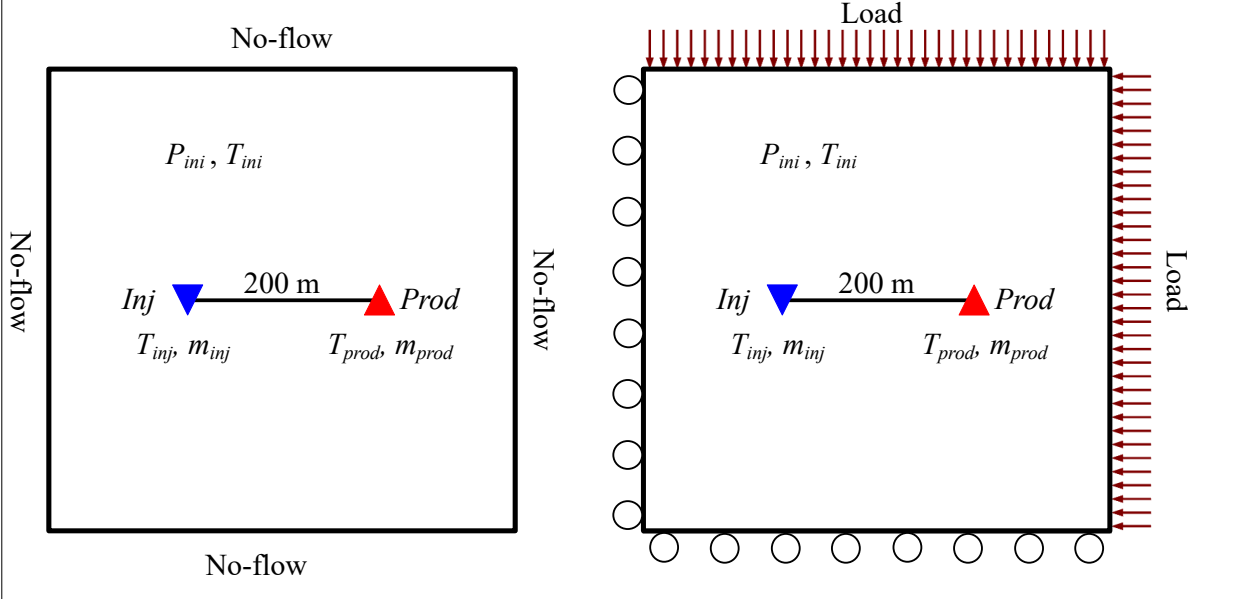 No-flow
P_ini , T_ini
No-flow
Inj
200 m
Prod
No-flow
T_inj, m_inj
T_prod, m_prod
No-flow
Load
P_ini , T_ini
Inj
200 m
Prod
Load
T_inj, m_inj
T_prod, m_prod